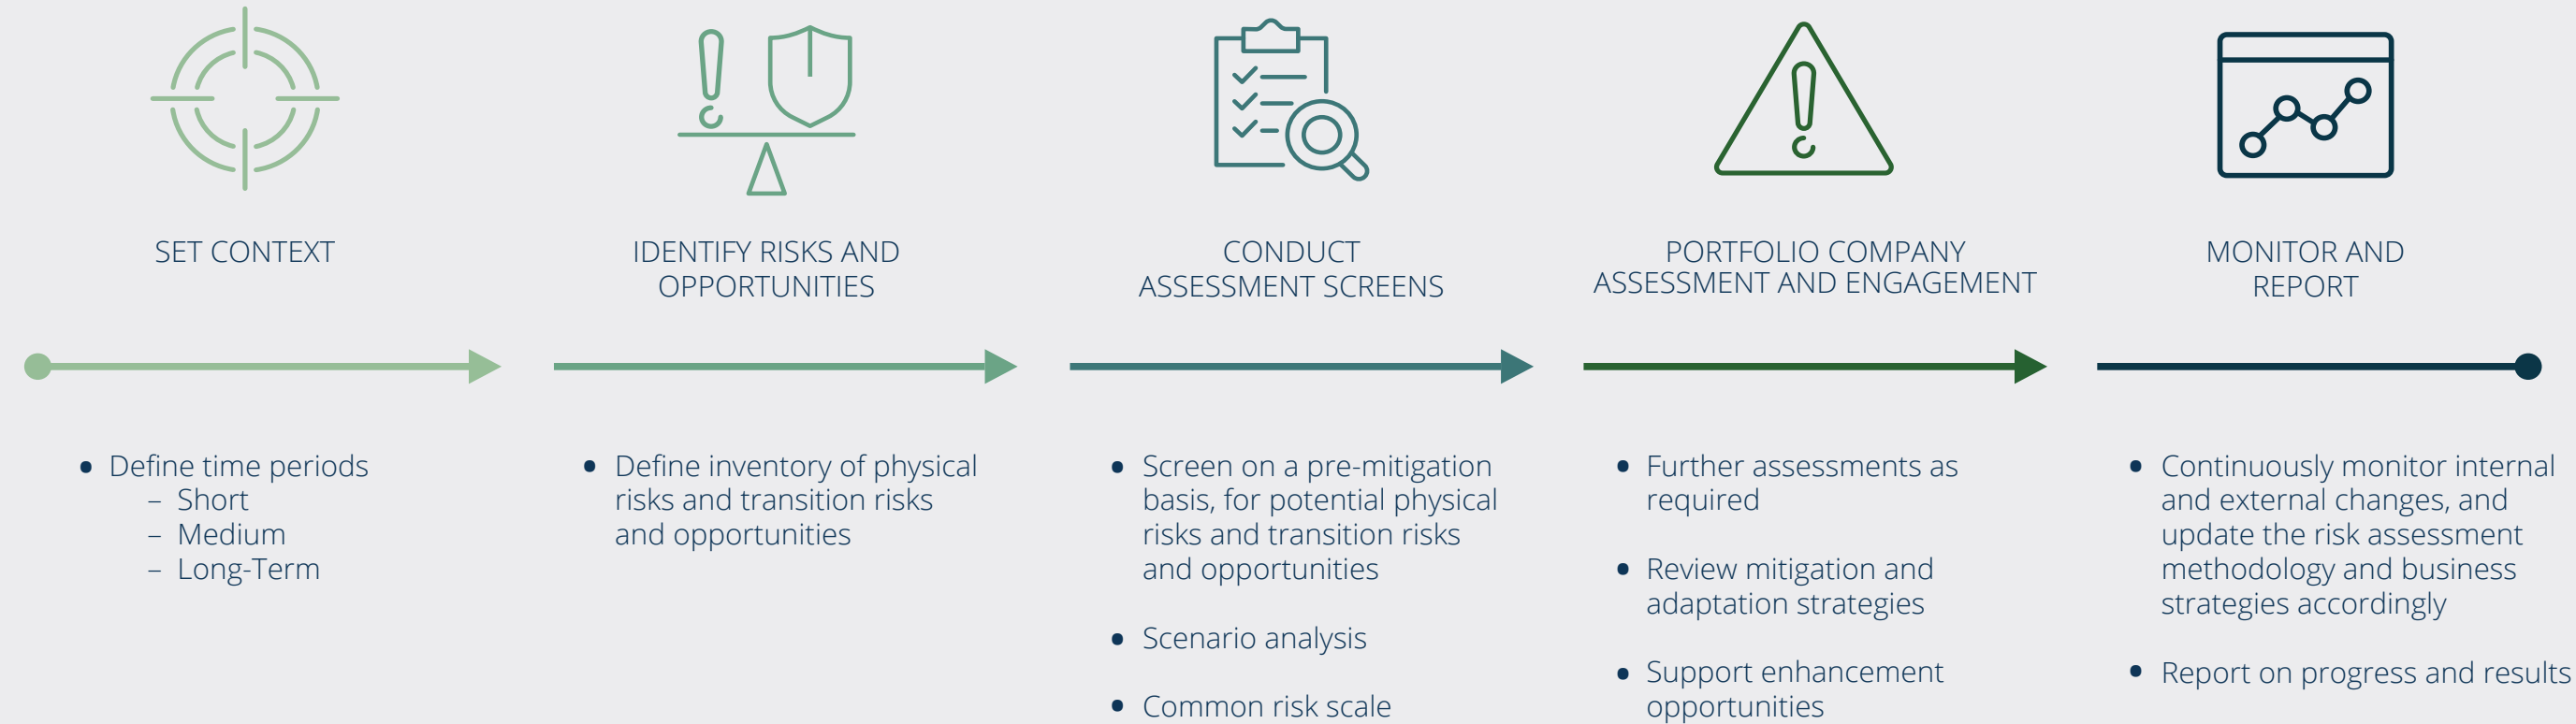 SET CONTEXT
IDENTIFY RISKS AND
OPPORTUNITIES
CONDUCT
ASSESSMENT SCREENS
PORTFOLIO COMPANY
ASSESSMENT AND ENGAGEMENT
MONITOR AND
REPORT
• Define time periods
– Short
– Medium
– Long-Term
• Define inventory of physical
risks and transition risks
and opportunities
• Screen on a pre-mitigation
basis, for potential physical
risks and transition risks
and opportunities
• Scenario analysis
• Common risk scale
• Further assessments as
required
• Review mitigation and
adaptation strategies
• Support enhancement
opportunities
• Continuously monitor internal
and external changes, and
update the risk assessment
methodology and business
strategies accordingly
• Report on progress and results